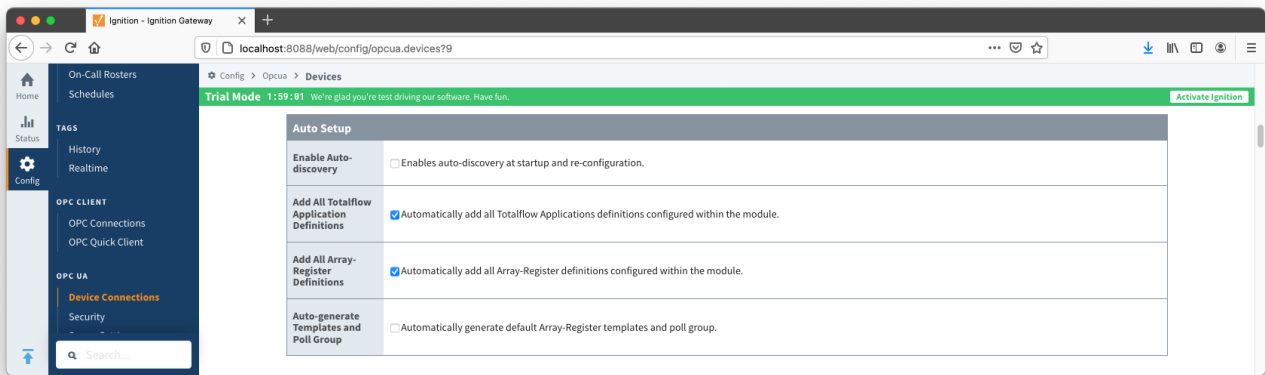 Ignition - Ignition Gateway
localhost:8088/web/config/opcua.devices?9
Home
Status
Config
On-Call Rosters
Schedules
TAGS
History
Realtime
OPC CLIENT
OPC Connections
OPC Quick Client
OPC UA
Device Connections
Security
Search...
Config > Opcua > Devices
Trial Mode 1:59:01 We're glad you're test driving our software. Have fun.
Activate Ignition
Auto Setup
Enable Auto-
discovery
Enables auto-discovery at startup and re-configuration.
Add All Totalflow
Application
Definitions
Automatically add all Totalflow Applications definitions configured within the module.
Add All Array-
Register
Definitions
Automatically add all Array-Register definitions configured within the module.
Auto-generate
Templates and
Poll Group
Automatically generate default Array-Register templates and poll group.